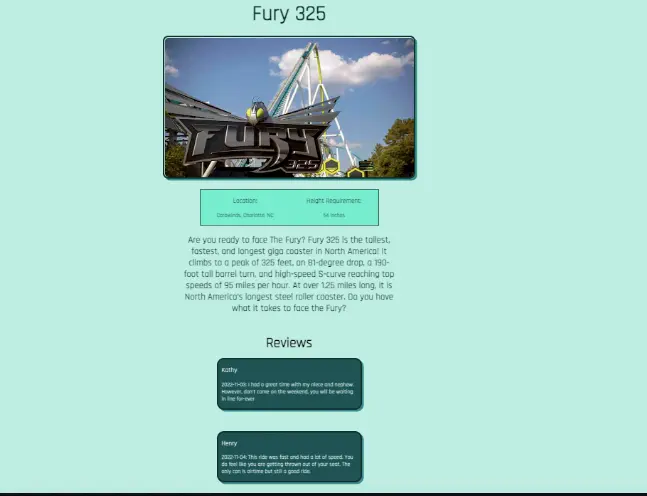 Fury 325
FURY
325
Location: Height Requirement:
Carowinds, Charlotte NC 54 inches
Are you ready to face The Fury? Fury 325 is the tallest,
fastest, and longest giga coaster in North America! It
climbs to a peak of 325 feet, an 81-degree drop, a 190-
foot tall barrel turn, and high-speed S-curve reaching top
speeds of 95 miles per hour. At over 1.25 miles long, it is
North America's longest steel roller coaster. Do you have
what it takes to face the Fury?
Reviews
Kathy
2022-11-03: I had a great time with my niece and nephew.
However, don't come on the weekend, you will be waiting
in line for-ever
Henry
2022-11-04: This ride was fast and had a lot of speed. You
do feel like you are getting thrown out of your seat. The
only con is airtime but still a good ride.